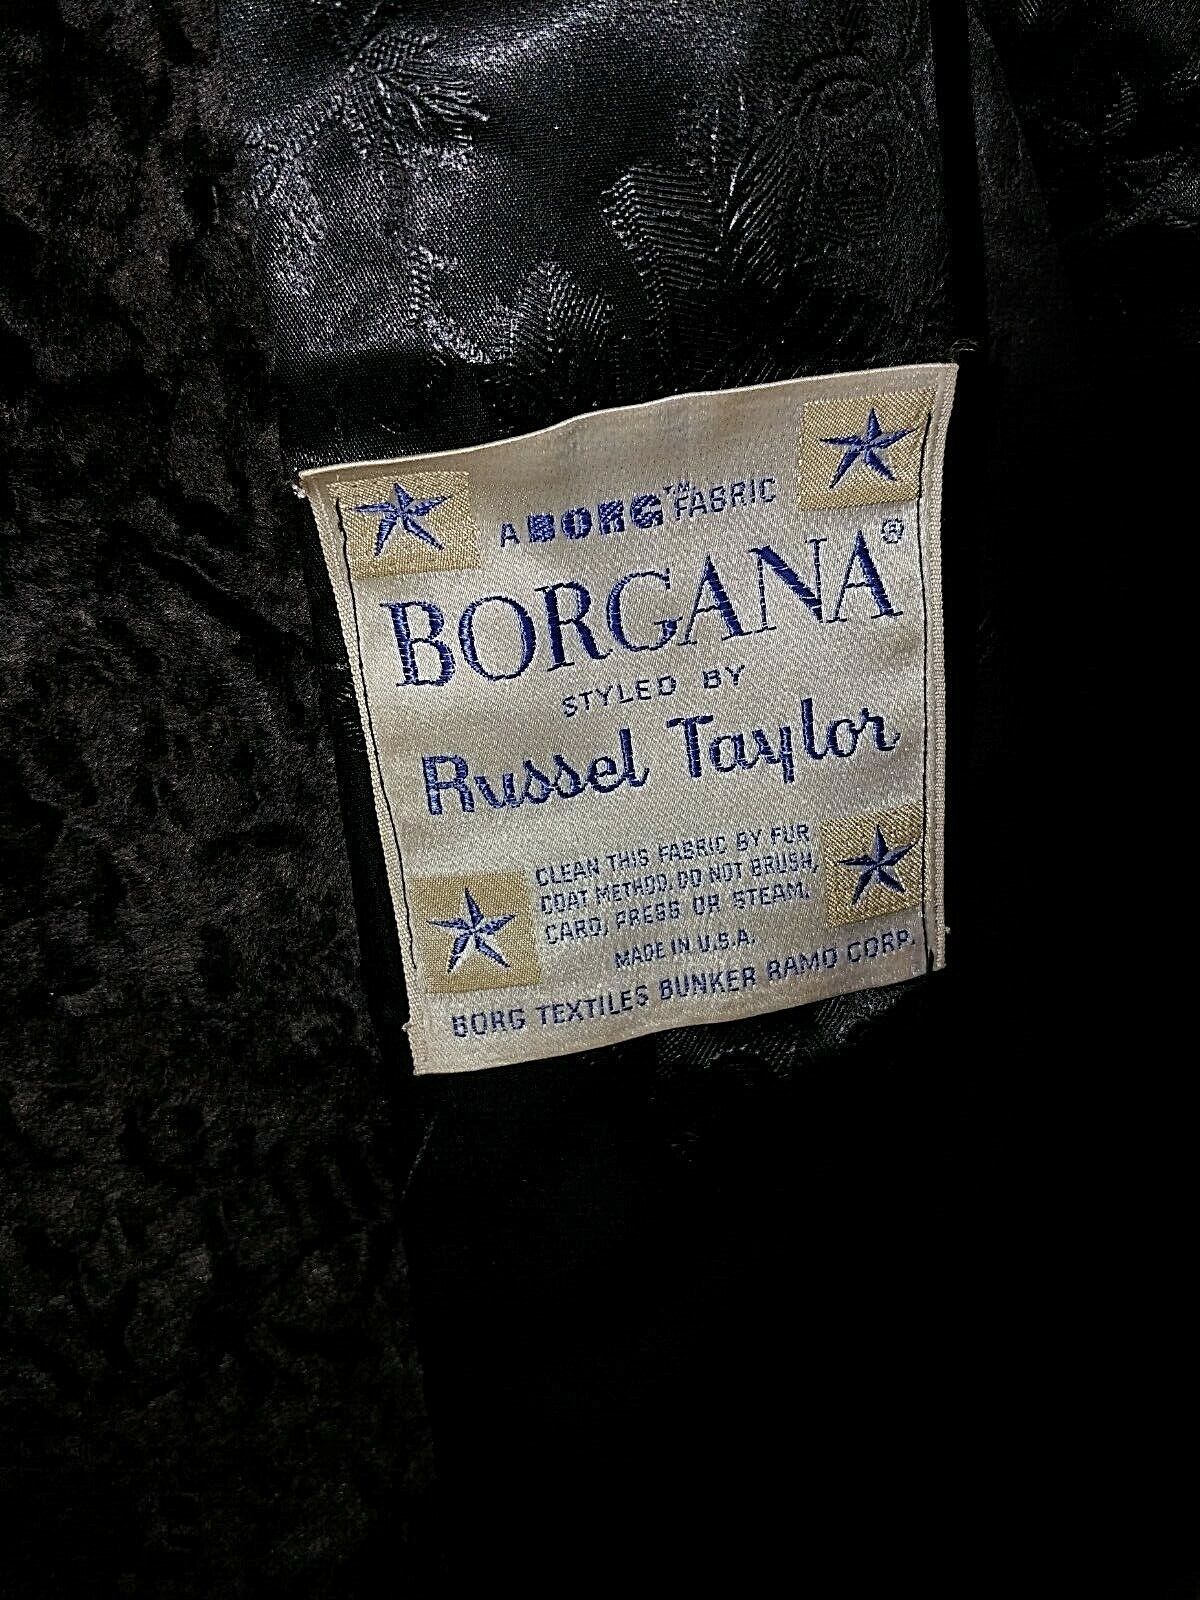 A BORG™ FABRIC
BORGANA®
STYLED BY
Russel Taylor
CLEAN THIS FABRIC BY FUR
COAT METHOD. DO NOT BRUSH,
CARD, PRESS OR STEAM.
MADE IN U.S.A.
BORG TEXTILES BUNKER RAMO CORP.